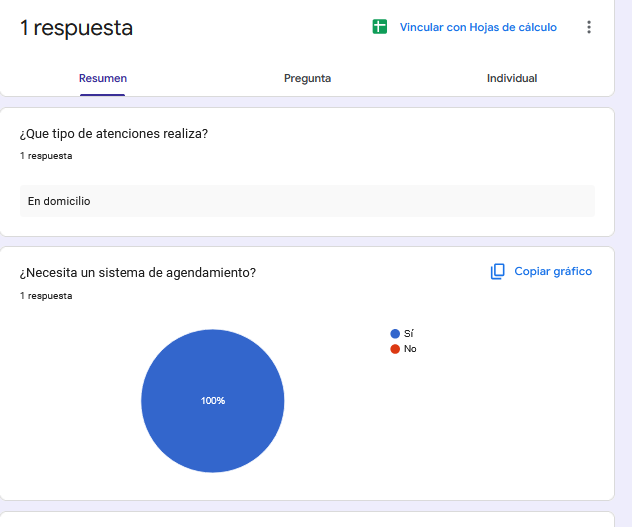 1 respuesta
Vincular con Hojas de cálculo
Resumen
Pregunta
Individual
¿Que tipo de atenciones realiza?
1 respuesta
En domicilio
¿Necesita un sistema de agendamiento?
Copiar gráfico
1 respuesta
Sí
No
100%